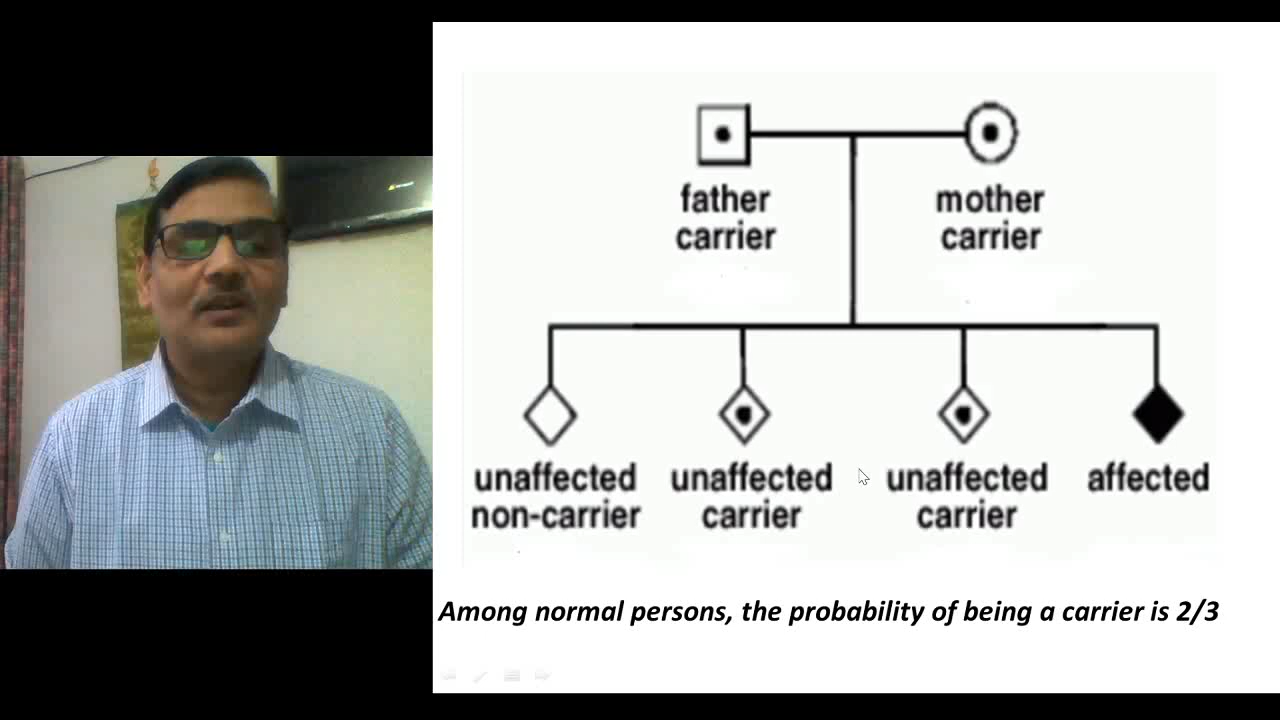 father
carrier
mother
carrier
unaffected
non-carrier
unaffected
carrier
unaffected
carrier
affected
Among normal persons, the probability of being a carrier is 2/3